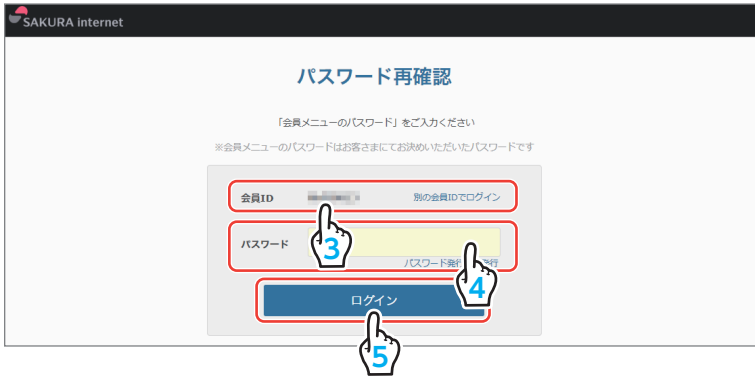 SAKURA internet
パスワード再確認
「会員メニューのパスワード」をご入力ください
※会員メニューのパスワードはお客さまにてお決めいただいたパスワードです
会員ID 別の会員IDでログイン
3
パスワード
パスワード発行 発行
4
ログイン
5